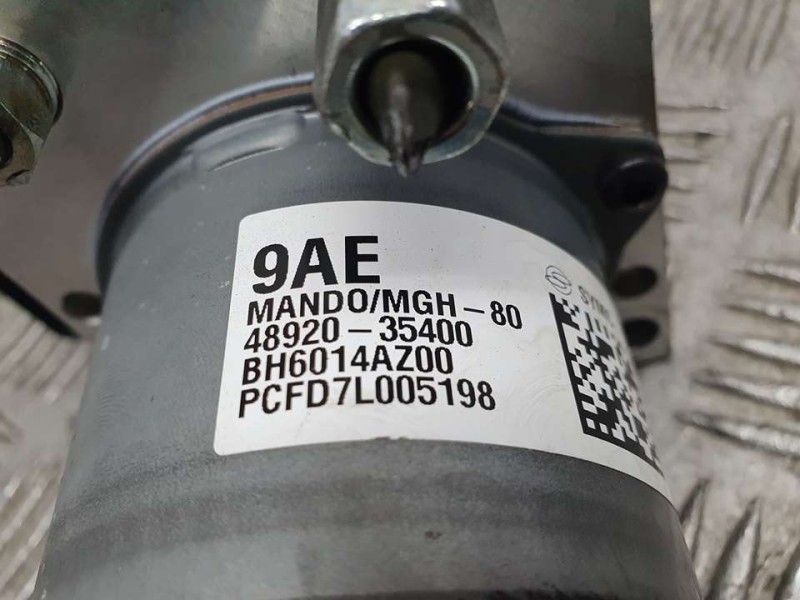 9AE
MANDO/MGH-80
48920-35400
BH6014AZ00
PCFD7L005198